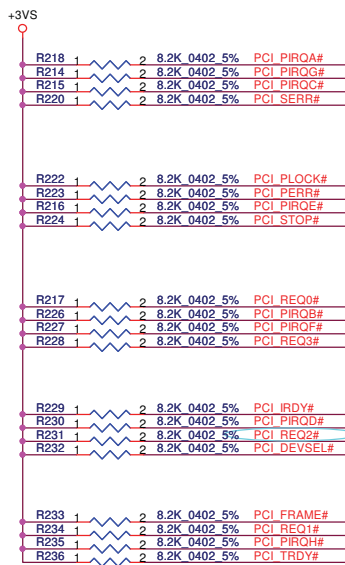 +3VS
R218 1 2 8.2K_0402_5% PCI_PIRQA#
R214 1 2 8.2K_0402_5% PCI_PIRQG#
R215 1 2 8.2K_0402_5% PCI_PIRQC#
R220 1 2 8.2K_0402_5% PCI_SERR#
R222 1 2 8.2K_0402_5% PCI_PLOCK#
R223 1 2 8.2K_0402_5% PCI_PERR#
R216 1 2 8.2K_0402_5% PCI_PIRQE#
R224 1 2 8.2K_0402_5% PCI_STOP#
R217 1 2 8.2K_0402_5% PCI_REQ0#
R226 1 2 8.2K_0402_5% PCI_PIRQB#
R227 1 2 8.2K_0402_5% PCI_PIRQF#
R228 1 2 8.2K_0402_5% PCI_REQ3#
R229 1 2 8.2K_0402_5% PCI_IRDY#
R230 1 2 8.2K_0402_5% PCI_PIRQD#
R231 1 2 8.2K_0402_5% PCI_REQ2#
R232 1 2 8.2K_0402_5% PCI_DEVSEL#
R233 1 2 8.2K_0402_5% PCI_FRAME#
R234 1 2 8.2K_0402_5% PCI_REQ1#
R235 1 2 8.2K_0402_5% PCI_PIRQH#
R236 1 2 8.2K_0402_5% PCI_TRDY#